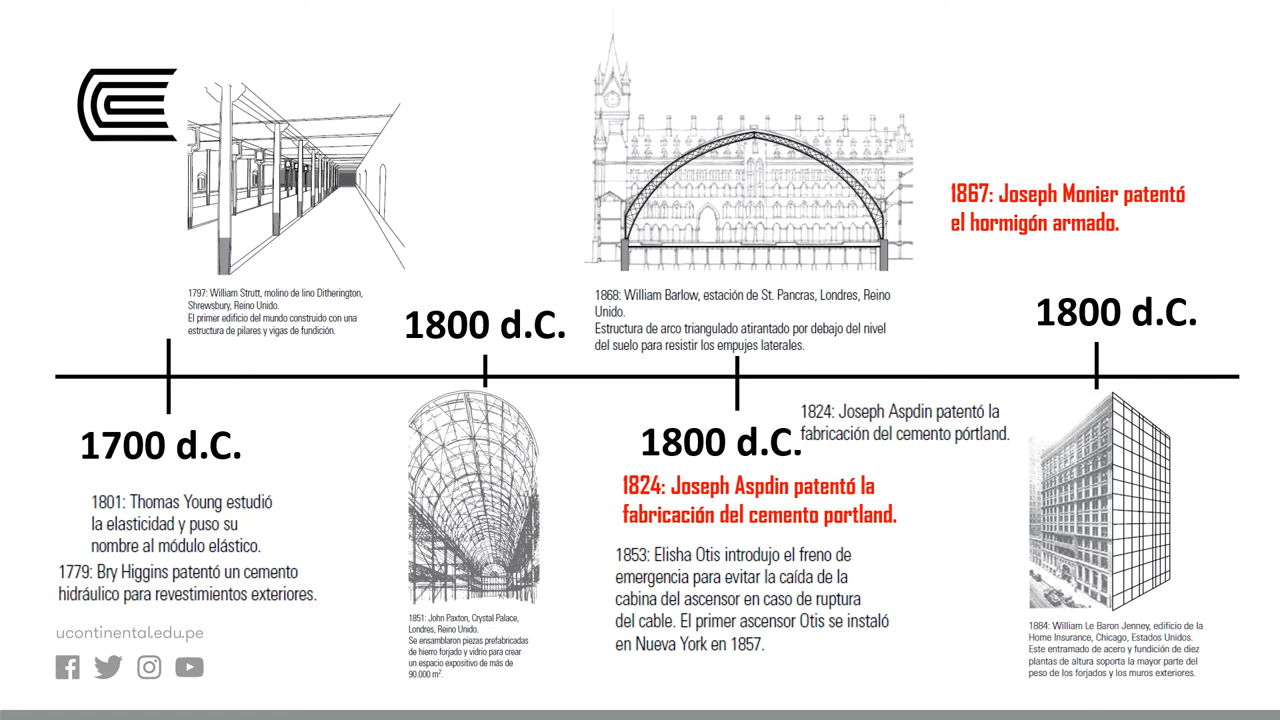 1797: William Strutt, molino de lino Ditherington,
Shrewsbury, Reino Unido.
El primer edificio del mundo construido con una
estructura de pilares y vigas de fundición.
1800 d.C.
1868: William Barlow, estación de St. Pancras, Londres, Reino
Unido.
Estructura de arco triangulado atirantado por debajo del nivel
del suelo para resistir los empujes laterales.
1867: Joseph Monier patentó
el hormigón armado.
1800 d.C.
1700 d.C.
1801: Thomas Young estudió
la elasticidad y puso su
nombre al módulo elástico.
1779: Bry Higgins patentó un cemento
hidráulico para revestimientos exteriores.
ucontinental.edu.pe
1851: John Paxton, Crystal Palace,
Londres, Reino Unido.
Se ensamblaron piezas prefabricadas
de hierro forjado y vidrio para crear
un espacio expositivo de más de
90.000 m².
1800 d.C.
1824: Joseph Aspdin patentó la
fabricación del cemento pórtland.
1824: Joseph Aspdin patentó la
fabricación del cemento portland.
1853: Elisha Otis introdujo el freno de
emergencia para evitar la caída de la
cabina del ascensor en caso de ruptura
del cable. El primer ascensor Otis se instaló
en Nueva York en 1857.
1884: William Le Baron Jenney, edificio de la
Home Insurance, Chicago, Estados Unidos.
Este entramado de acero y fundición de diez
plantas de altura soporta la mayor parte del
peso de los forjados y los muros exteriores.